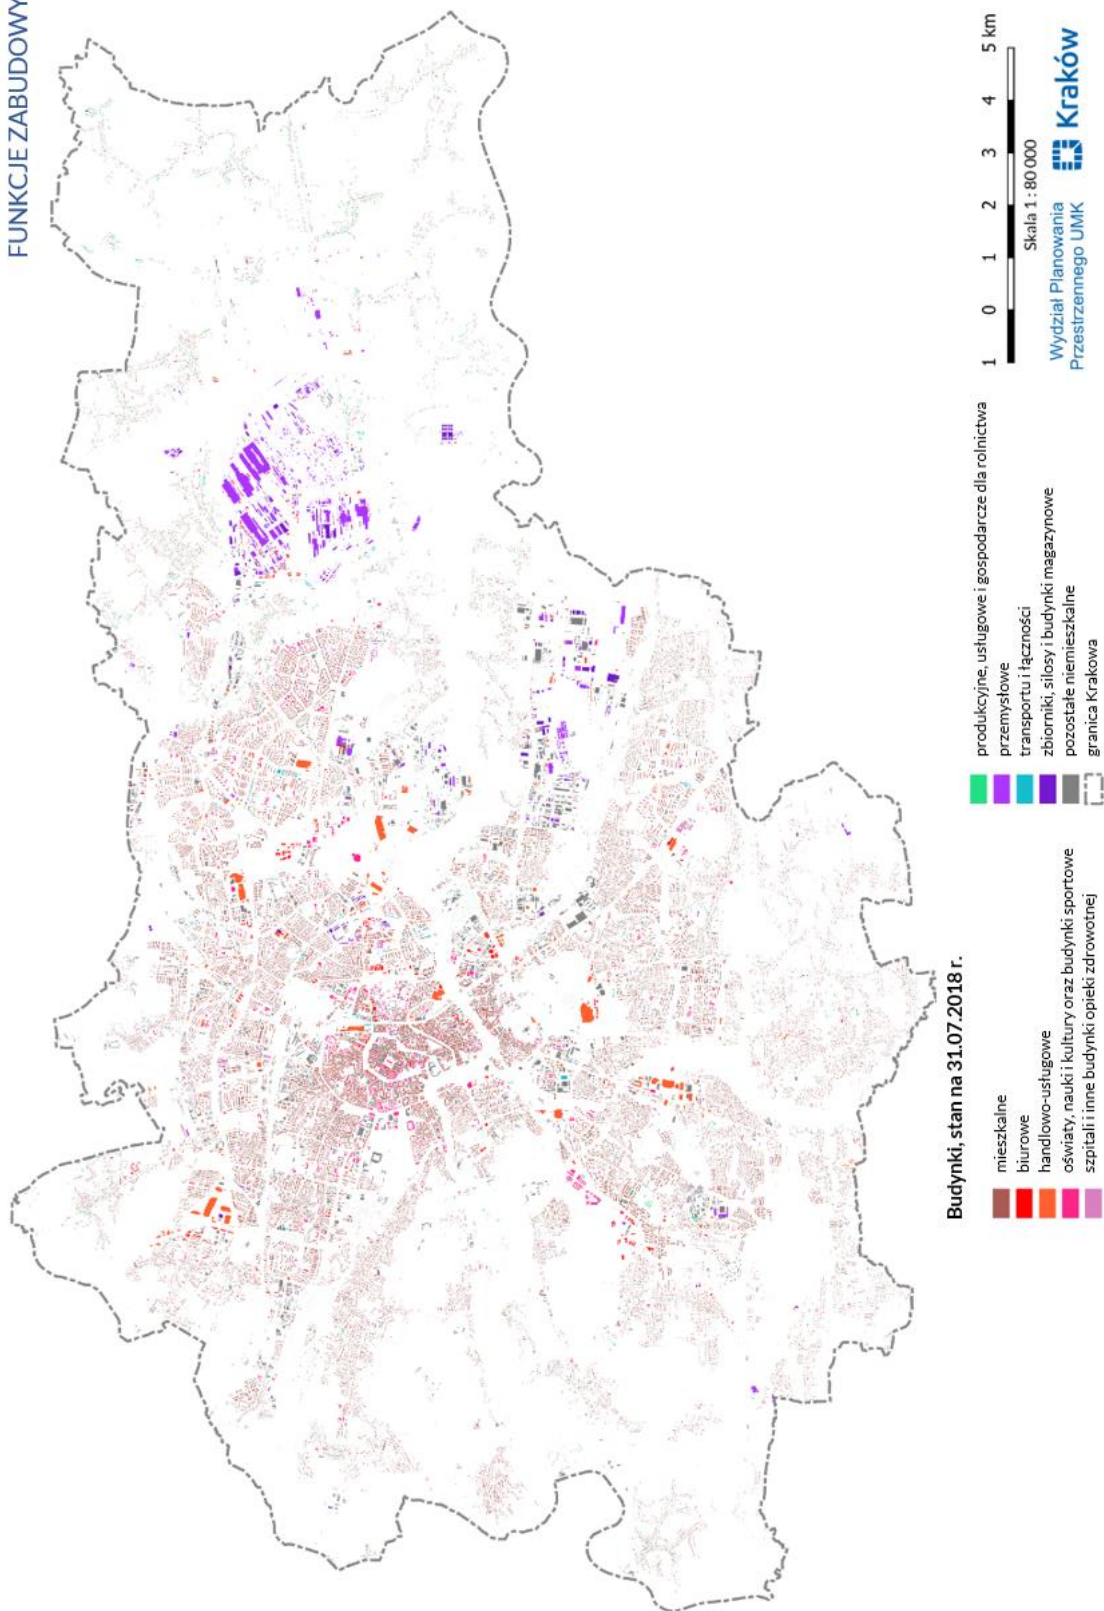 FUNKCJE ZABUDOWY
Budynki, stan na 31.07.2018 r.
mieszkalne
biurowe
handlowo-usługowe
oświaty, nauki i kultury oraz budynki sportowe
szpitali i inne budynki opieki zdrowotnej
produkcyjne, usługowe i gospodarcze dla rolnictwa
przemysłowe
transportu i łączności
zbiorniki, silosy i budynki magazynowe
pozostałe niemieszkalne
granica Krakowa
1 0 1 2 3 4 5 km
Skala 1 : 80 000
Wydział Planowania
Przestrzennego UMK
Kraków